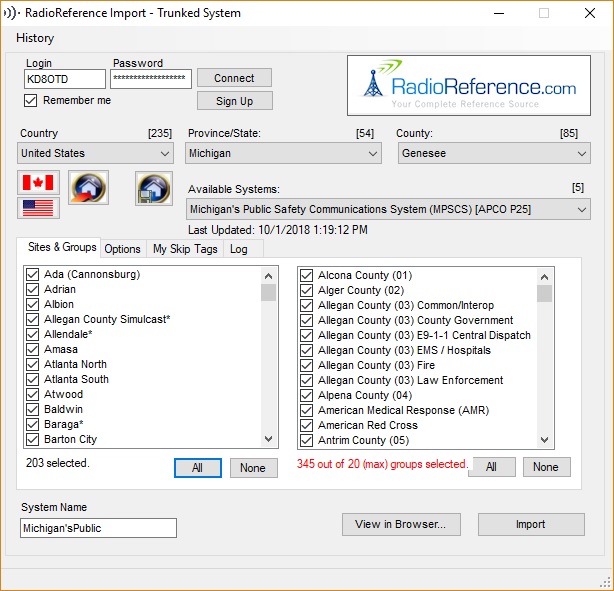 RadioReference Import - Trunked System
History
Login Password
KD8OTD ****************** Connect
Remember me Sign Up
RadioReference.com
Your Complete Reference Source
Country [235] Province/State: [54] County: [85]
United States Michigan Genesee
Available Systems: [5]
Michigan's Public Safety Communications System (MPSCS) [APCO P25]
Last Updated: 10/1/2018 1:19:12 PM
Sites & Groups Options My Skip Tags Log
Ada (Cannonsburg)
Adrian
Albion
Allegan County Simulcast*
Allendale*
Amasa
Atlanta North
Atlanta South
Atwood
Baldwin
Baraga*
Barton City
Alcona County (01)
Alger County (02)
Allegan County (03) Common/Interop
Allegan County (03) County Government
Allegan County (03) E9-1-1 Central Dispatch
Allegan County (03) EMS / Hospitals
Allegan County (03) Fire
Allegan County (03) Law Enforcement
Alpena County (04)
American Medical Response (AMR)
American Red Cross
Antrim County (05)
203 selected. All None
345 out of 20 (max) groups selected. All None
System Name
Michigan'sPublic View in Browser... Import